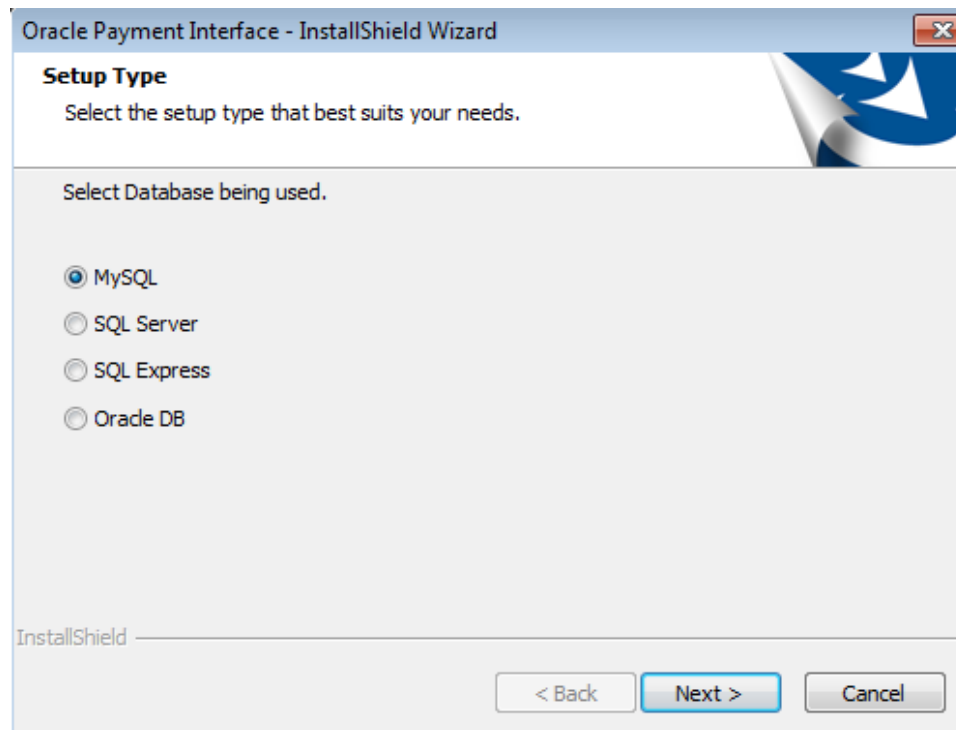 Oracle Payment Interface - InstallShield Wizard
Setup Type
Select the setup type that best suits your needs.
Select Database being used.
MySQL
SQL Server
SQL Express
Oracle DB
InstallShield
< Back Next > Cancel